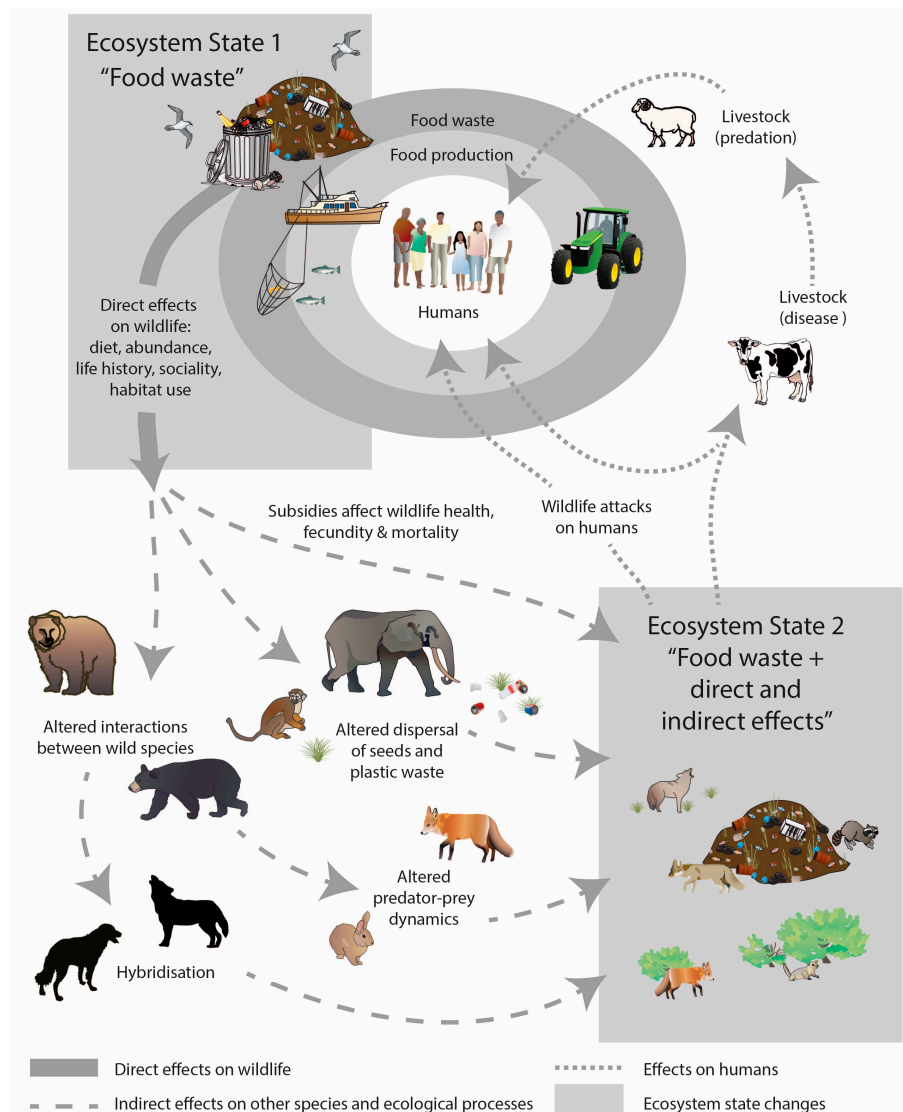 Ecosystem State 1
“Food waste”
Food waste
Food production
Humans
Livestock
(predation)
Livestock
(disease )
Direct effects
on wildlife:
diet, abundance,
life history, sociality,
habitat use
Subsidies affect wildlife health,
fecundity & mortality
Wildlife attacks
on humans
Ecosystem State 2
“Food waste +
direct and
indirect effects”
Altered interactions
between wild species
Altered dispersal
of seeds and
plastic waste
Altered
predator-prey
dynamics
Hybridisation
Direct effects on wildlife
Effects on humans
Indirect effects on other species and ecological processes
Ecosystem state changes